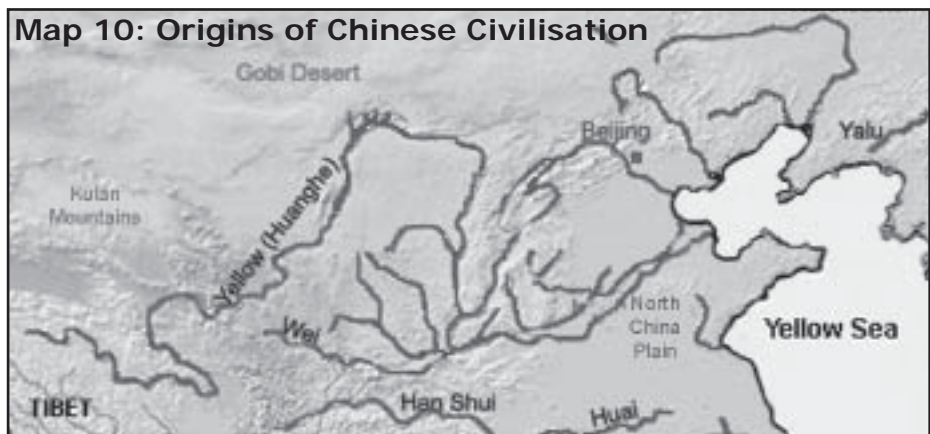 Map 10: Origins of Chinese Civilisation
Gobi Desert
Beijing
Yalu
Kulan
Mountains
Yellow (Huanghe)
North
China
Plain
Wei
Yellow Sea
TIBET
Han Shui
Huai